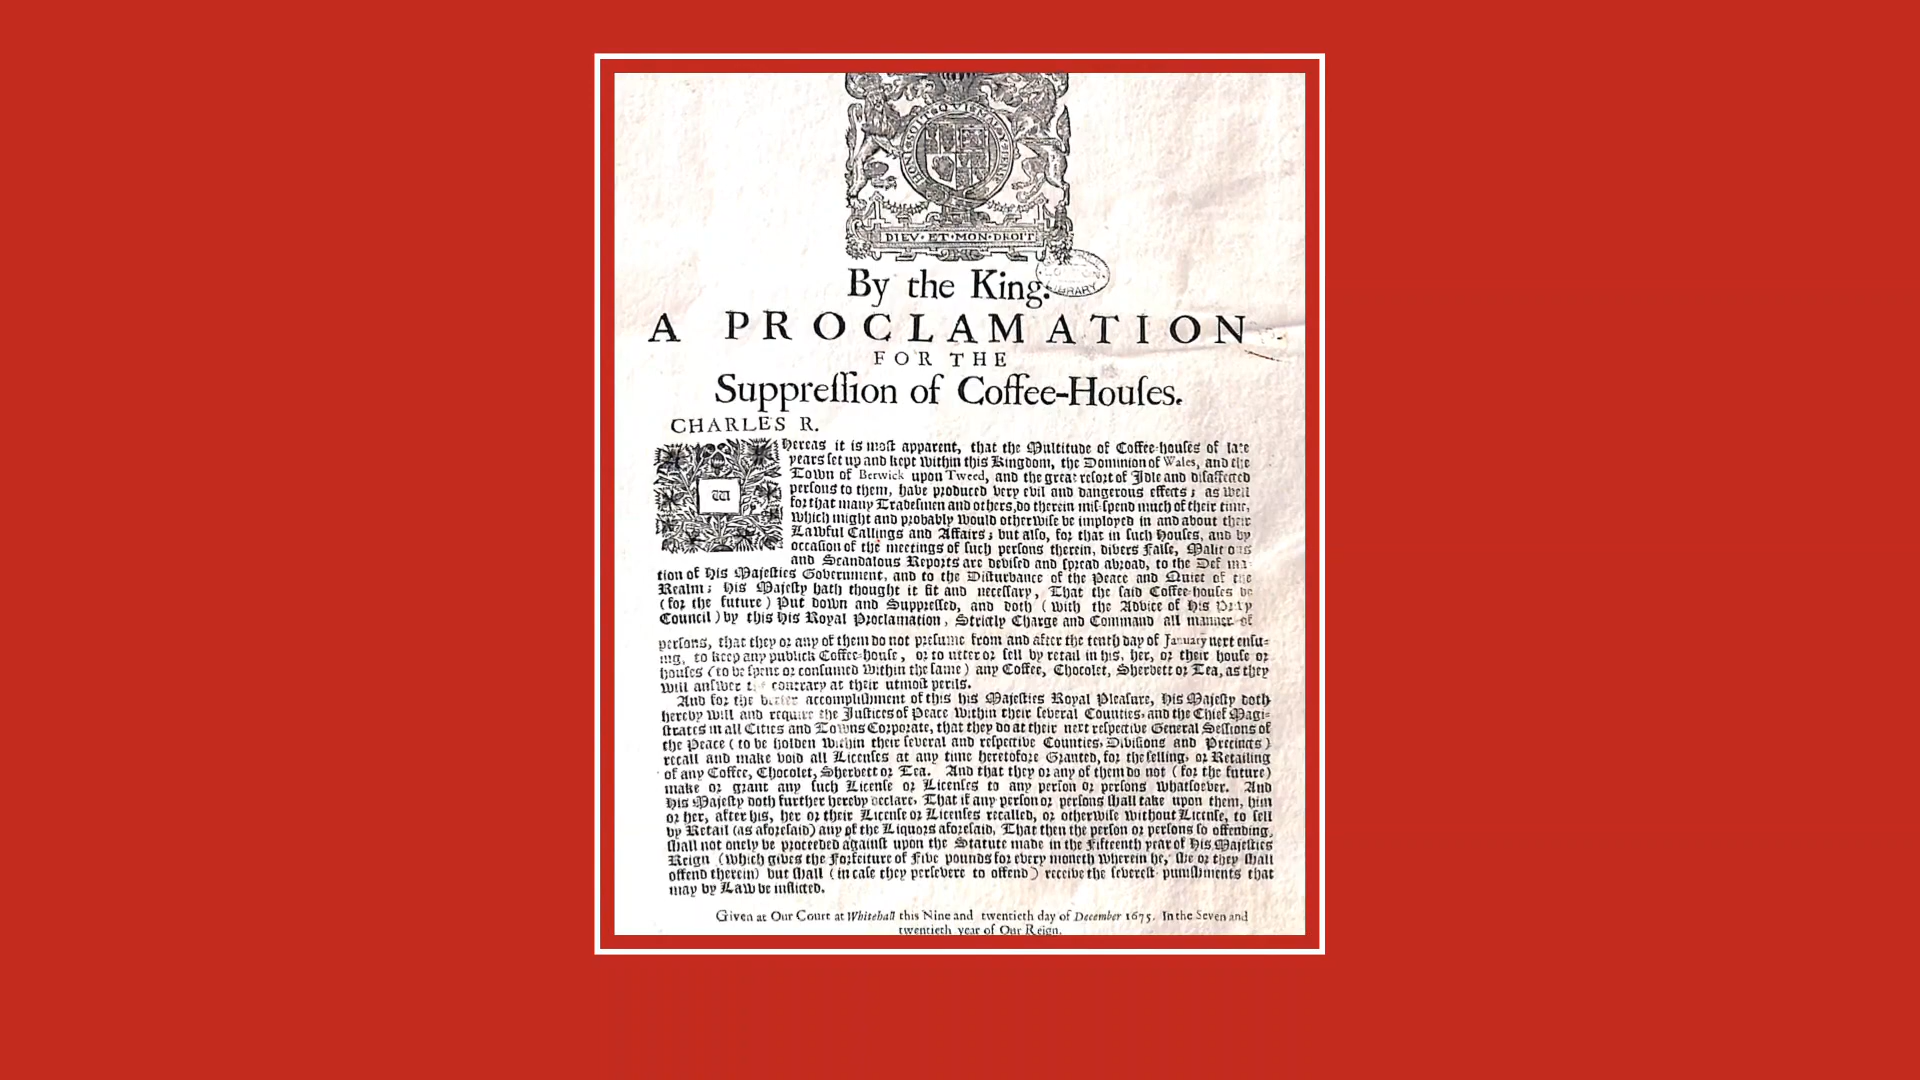 HONI·SOIT·QVI·MAL·Y·PENSE
DIEV·ET·MON·DROIT
LONDON
LIBRARY
By the King:
A PROCLAMATION
FOR THE
Suppreſſion of Coffee-Houſes.
CHARLES R.
Whereas it is moſt apparent, that the Multitude of Coffee-houſes of late
years ſet up and kept within this Kingdom, the Dominion of Wales, and the
Town of Berwick upon Tweed, and the great reſort of Idle and diſaffected
perſons to them, have produced very evil and dangerous effects; as well
for that many Tradeſmen and others, do therein miſ-ſpend much of their time,
which might and probably would otherwiſe be imployed in and about their
Lawful Callings and Affairs; but alſo, for that in ſuch Houſes, and by
occaſion of the meetings of ſuch perſons therein, divers Falſe, Malitious
and Scandalous Reports are deviſed and ſpread abroad, to the Defama-
tion of His Majeſties Government, and to the Diſturbance of the Peace and Quiet of the
Realm; His Majeſty hath thought it fit and neceſſary, That the ſaid Coffee-houſes be
(for the future) Put down and Suppreſſed, and doth (with the Advice of His Privy
Council) by this His Royal Proclamation, Strictly Charge and Command all manner of
perſons, that they or any of them do not preſume from and after the tenth day of January next enſu-
ing, to keep any publick Coffee-houſe, or to utter or ſell by retail in his, her, or their houſe or
houſes (to be ſpent or conſumed within the ſame) any Coffee, Chocolet, Sherbett or Tea, as they
will anſwer the contrary at their utmoſt perils.
And for the better accompliſhment of this his Majeſties Royal Pleaſure, His Majeſty doth
hereby will and require the Juſtices of Peace within their ſeveral Counties, and the Chief Magi-
ſtrates in all Cities and Towns Corporate, that they do at their next reſpective General Seſſions of
the Peace (to be holden within their ſeveral and reſpective Counties, Diviſions and Precincts)
recall and make void all Licenſes at any time heretofore Granted, for the ſelling or Retailing
of any Coffee, Chocolet, Sherbett or Tea. And that they or any of them do not (for the future)
make or grant any ſuch Licenſe or Licenſes to any perſon or perſons whatſoever. And
His Majeſty doth further hereby declare, That if any perſon or perſons ſhall take upon them, him
or her, after his, her or their Licenſe or Licenſes recalled, or otherwiſe without Licenſe, to ſell
by Retail (as aforeſaid) any of the Liquors aforeſaid, That then the perſon or perſons ſo offending,
ſhall not onely be proceeded againſt upon the Statute made in the Fifteenth year of His Majeſties
Reign (which gives the Forfeiture of Five pounds for every moneth wherein he, ſhe or they ſhall
offend therein) but ſhall (in caſe they perſevere to offend) receive the ſevereſt puniſhments that
may by Law be inflicted.
Given at Our Court at Whitehall this Nine and twentieth day of December 1675. In the Seven and
twentieth year of Our Reign.